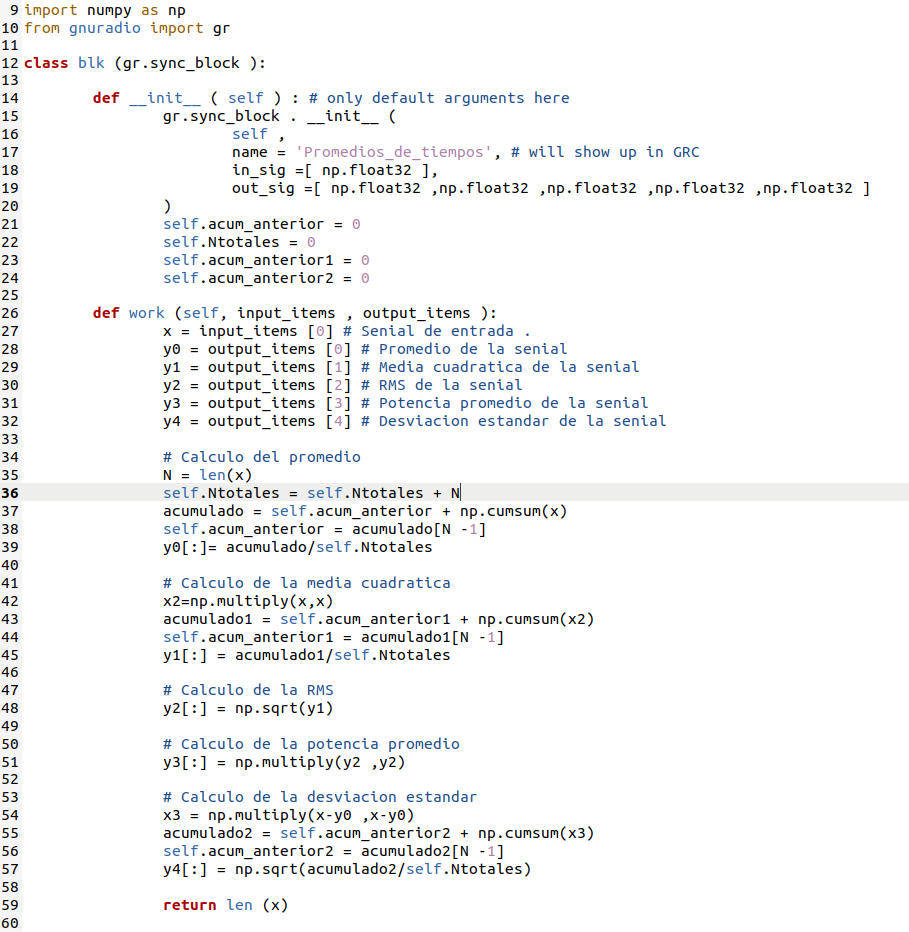 9 import numpy as np
10 from gnuradio import gr
11
12 class blk (gr.sync_block ):
13
14 def __init__ ( self ) : # only default arguments here
15 gr.sync_block . __init__ (
16 self ,
17 name = 'Promedios_de_tiempos', # will show up in GRC
18 in_sig =[ np.float32 ],
19 out_sig =[ np.float32 ,np.float32 ,np.float32 ,np.float32 ,np.float32 ]
20 )
21 self.acum_anterior = 0
22 self.Ntotales = 0
23 self.acum_anterior1 = 0
24 self.acum_anterior2 = 0
25
26 def work (self, input_items , output_items ):
27 x = input_items [0] # Senial de entrada .
28 y0 = output_items [0] # Promedio de la senial
29 y1 = output_items [1] # Media cuadratica de la senial
30 y2 = output_items [2] # RMS de la senial
31 y3 = output_items [3] # Potencia promedio de la senial
32 y4 = output_items [4] # Desviacion estandar de la senial
33
34 # Calculo del promedio
35 N = len(x)
36 self.Ntotales = self.Ntotales + N
37 acumulado = self.acum_anterior + np.cumsum(x)
38 self.acum_anterior = acumulado[N -1]
39 y0[:]= acumulado/self.Ntotales
40
41 # Calculo de la media cuadratica
42 x2=np.multiply(x,x)
43 acumulado1 = self.acum_anterior1 + np.cumsum(x2)
44 self.acum_anterior1 = acumulado1[N -1]
45 y1[:] = acumulado1/self.Ntotales
46
47 # Calculo de la RMS
48 y2[:] = np.sqrt(y1)
49
50 # Calculo de la potencia promedio
51 y3[:] = np.multiply(y2 ,y2)
52
53 # Calculo de la desviacion estandar
54 x3 = np.multiply(x-y0 ,x-y0)
55 acumulado2 = self.acum_anterior2 + np.cumsum(x3)
56 self.acum_anterior2 = acumulado2[N -1]
57 y4[:] = np.sqrt(acumulado2/self.Ntotales)
58
59 return len (x)
60